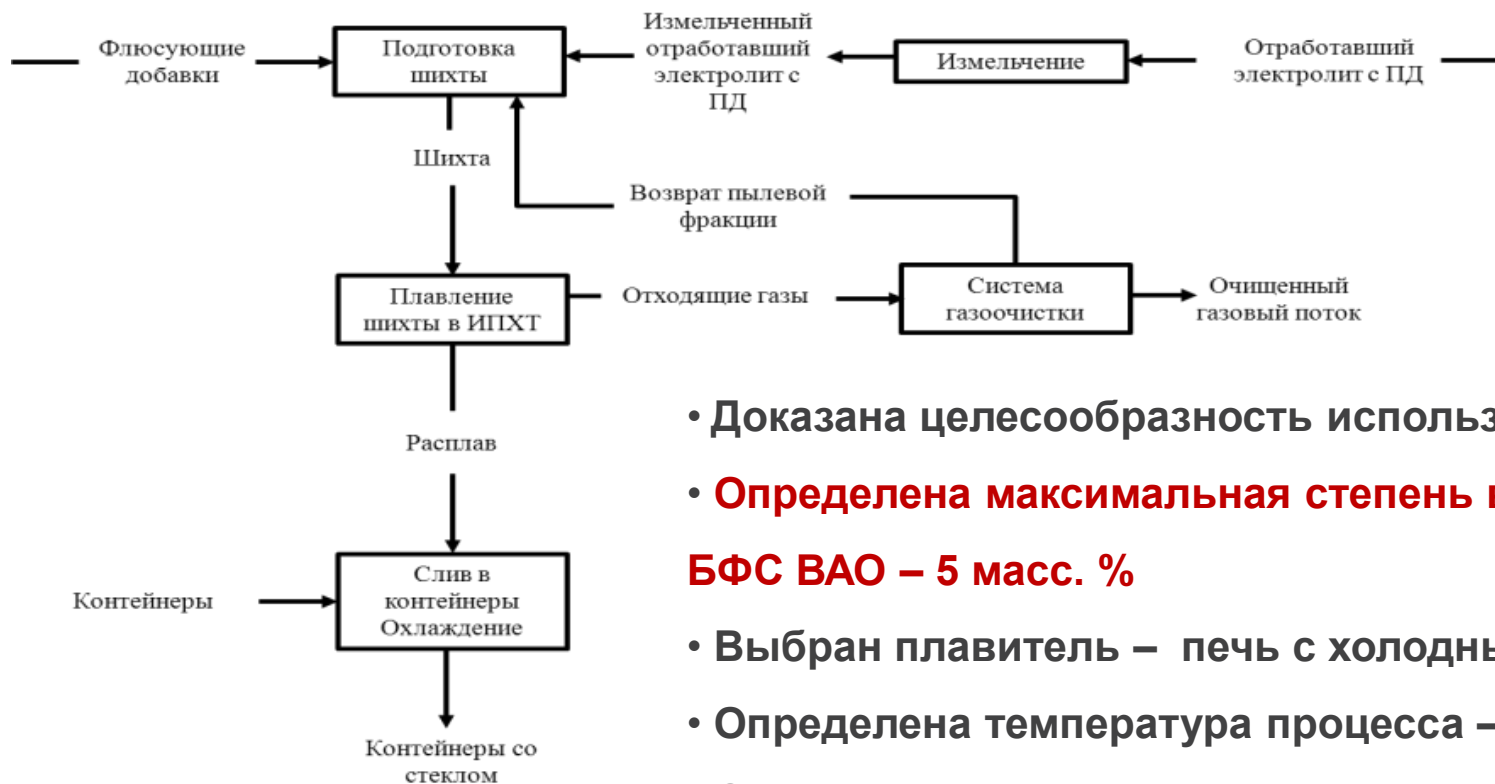 Флюсующие
добавки
Подготовка
шихты
Измельченный
отработавший
электролит с
ПД
Измельчение
Отработавший
электролит с ПД
Шихта
Возврат пылевой
фракции
Плавление
шихты в ИПХТ
Отходящие газы
Система
газоочистки
Очищенный
газовый поток
Расплав
Контейнеры
Слив в
контейнеры
Охлаждение
Контейнеры со
стеклом
• Доказана целесообразность использ
• Определена максимальная степень
БФС ВАО – 5 масс. %
• Выбран плавитель – печь с холодны
• Определена температура процесса –